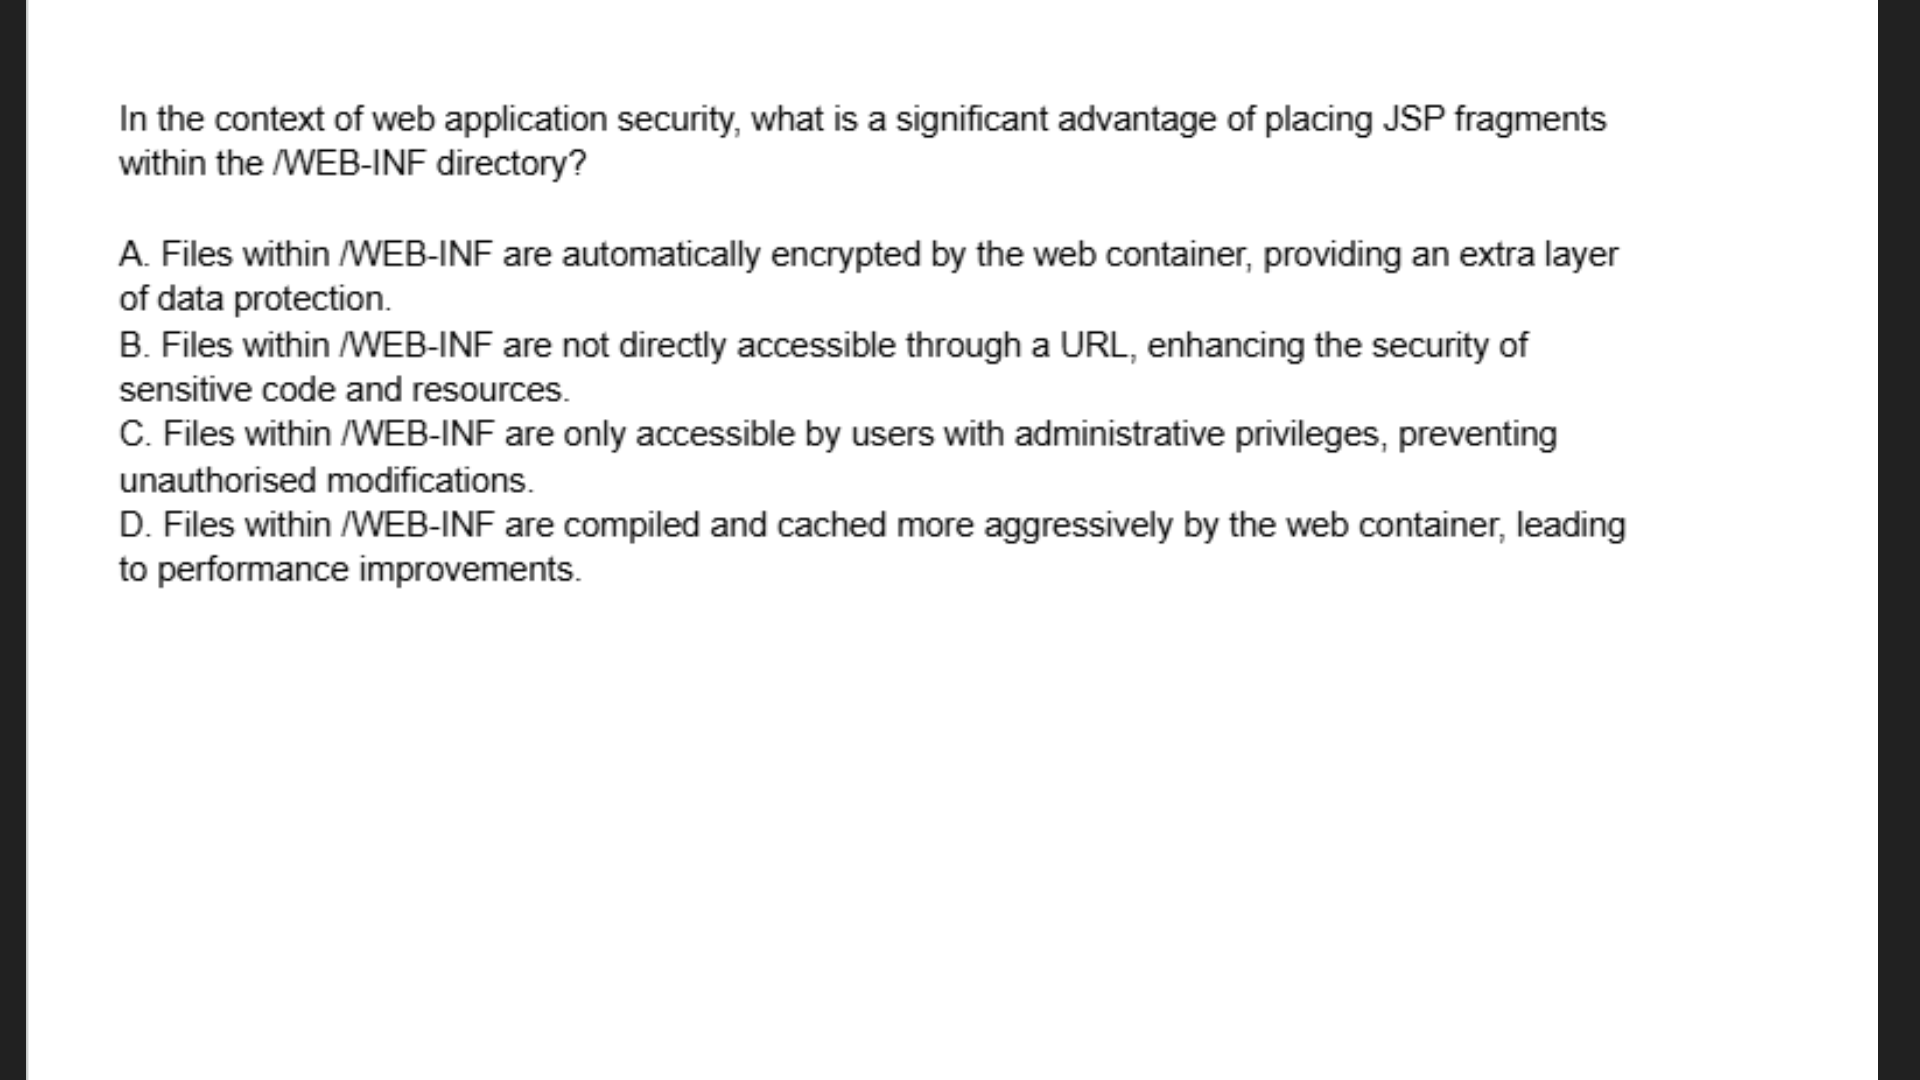 In the context of web application security, what is a significant advantage of placing JSP fragments
within the /WEB-INF directory?
A. Files within /WEB-INF are automatically encrypted by the web container, providing an extra layer
of data protection.
B. Files within /WEB-INF are not directly accessible through a URL, enhancing the security of
sensitive code and resources.
C. Files within /WEB-INF are only accessible by users with administrative privileges, preventing
unauthorised modifications.
D. Files within /WEB-INF are compiled and cached more aggressively by the web container, leading
to performance improvements.